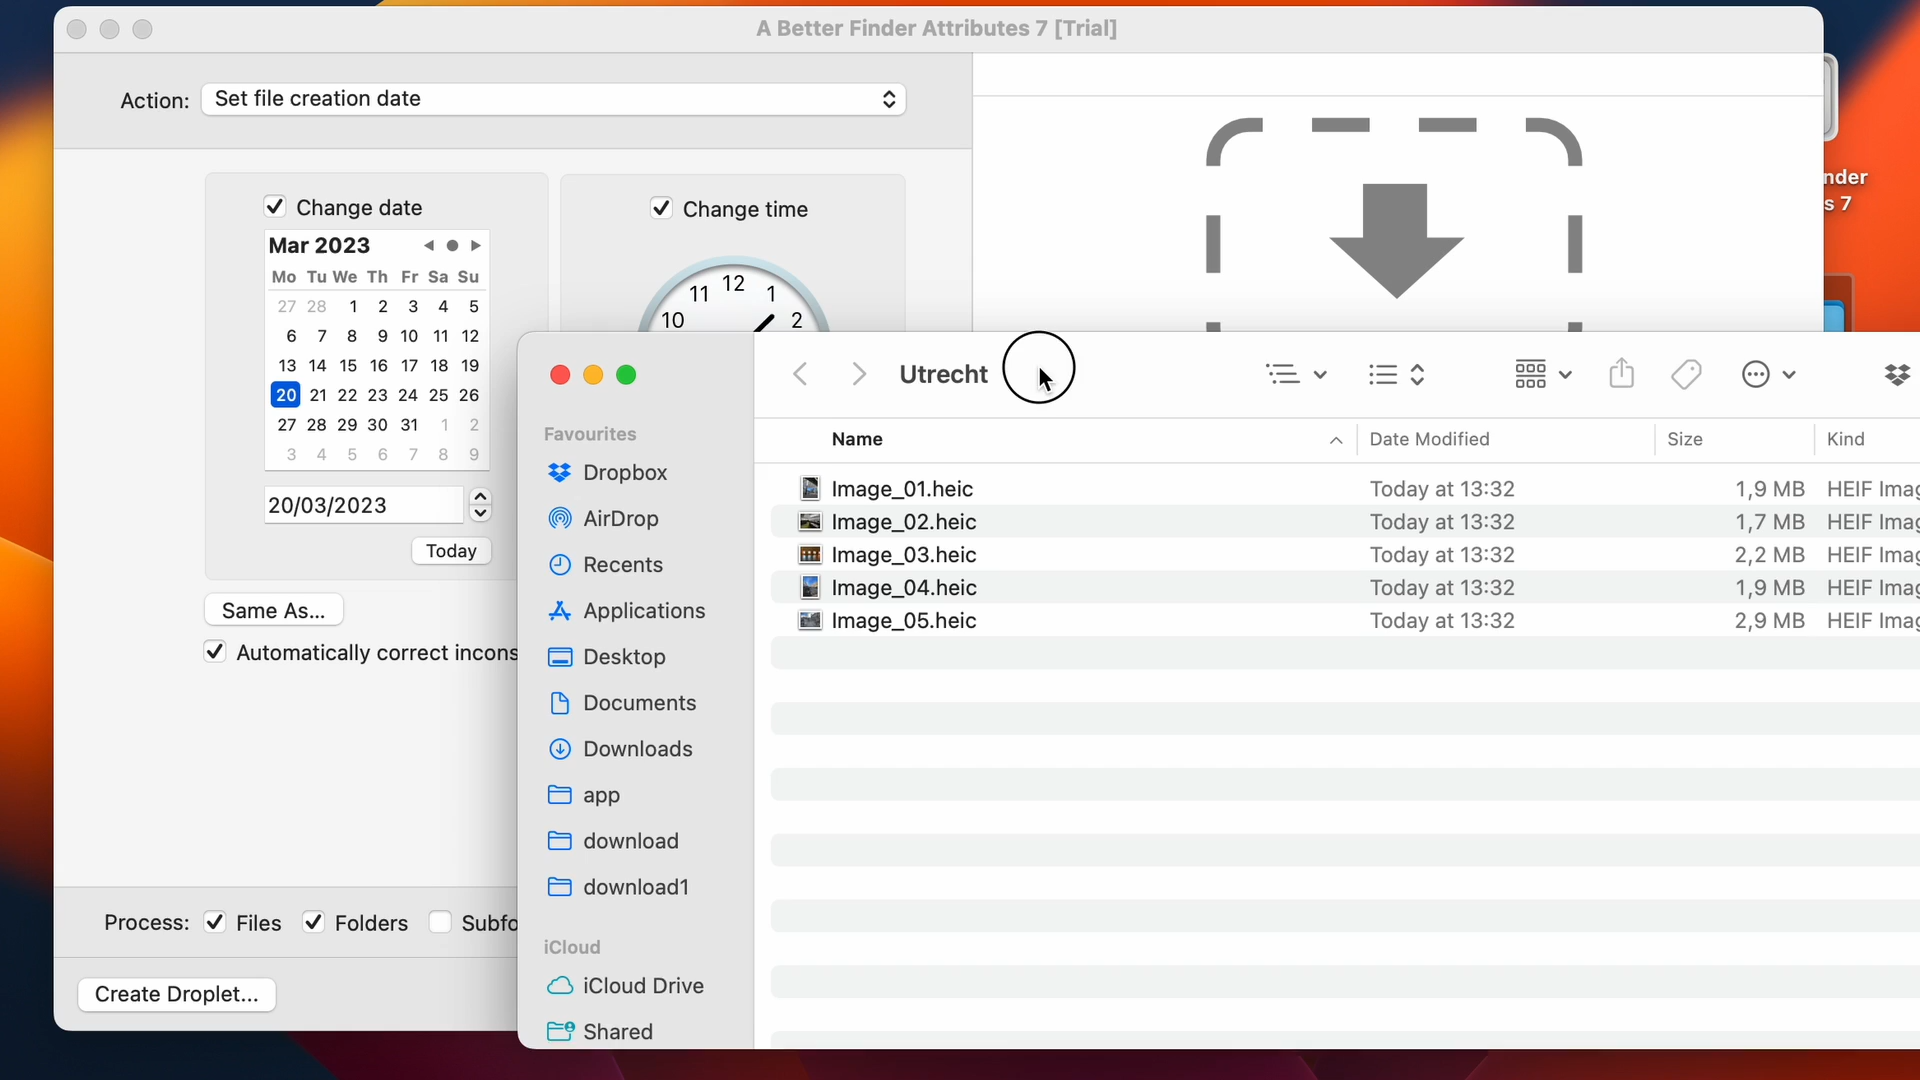 A Better Finder Attributes 7 [Trial]
Action: Set file creation date
Change date
Mar 2023
Mo Tu We Th Fr Sa Su
27 28 1 2 3 4 5
6 7 8 9 10 11 12
13 14 15 16 17 18 19
20 21 22 23 24 25 26
27 28 29 30 31 1 2
3 4 5 6 7 8 9
20/03/2023
Today
Change time
12
11 1
10 2
Same As...
Automatically correct incons
Process: Files Folders Subfo
Create Droplet...
nder
s 7
Utrecht
Favourites
Dropbox
AirDrop
Recents
Applications
Desktop
Documents
Downloads
app
download
download1
iCloud
iCloud Drive
Shared
Name Date Modified Size Kind
Image_01.heic Today at 13:32 1,9 MB HEIF Imag
Image_02.heic Today at 13:32 1,7 MB HEIF Imag
Image_03.heic Today at 13:32 2,2 MB HEIF Imag
Image_04.heic Today at 13:32 1,9 MB HEIF Imag
Image_05.heic Today at 13:32 2,9 MB HEIF Imag